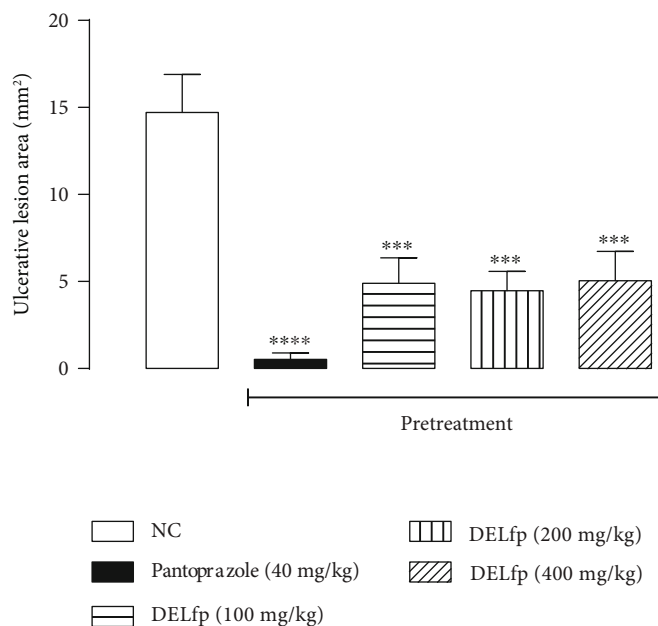 Ulcerative lesion area (mm²)
20
15
10
5
0
****
***
***
***
Pretreatment
NC
Pantoprazole (40 mg/kg)
DELfp (100 mg/kg)
DELfp (200 mg/kg)
DELfp (400 mg/kg)